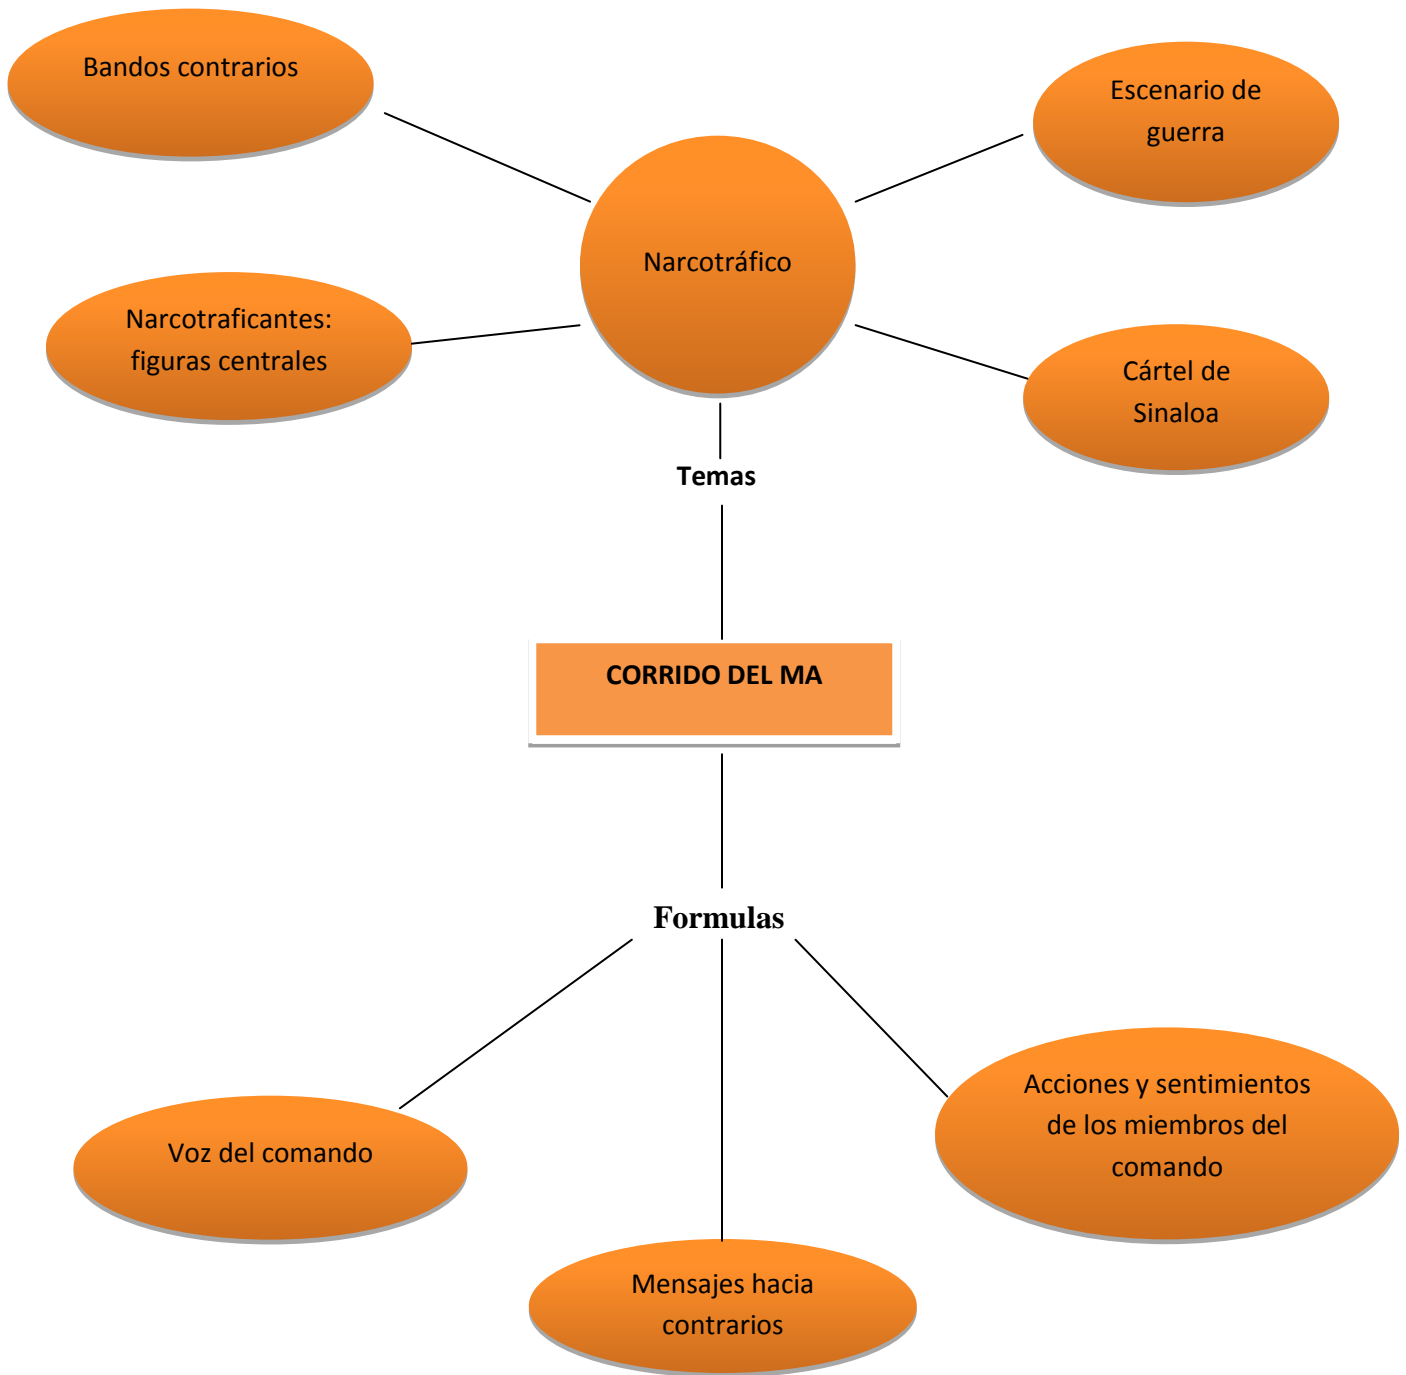 Bandos contrarios
Escenario de
guerra
Narcotráfico
Narcotraficantes:
figuras centrales
Cártel de
Sinaloa
Temas
CORRIDO DEL MA
Formulas
Acciones y sentimientos
de los miembros del
comando
Voz del comando
Mensajes hacia
contrarios